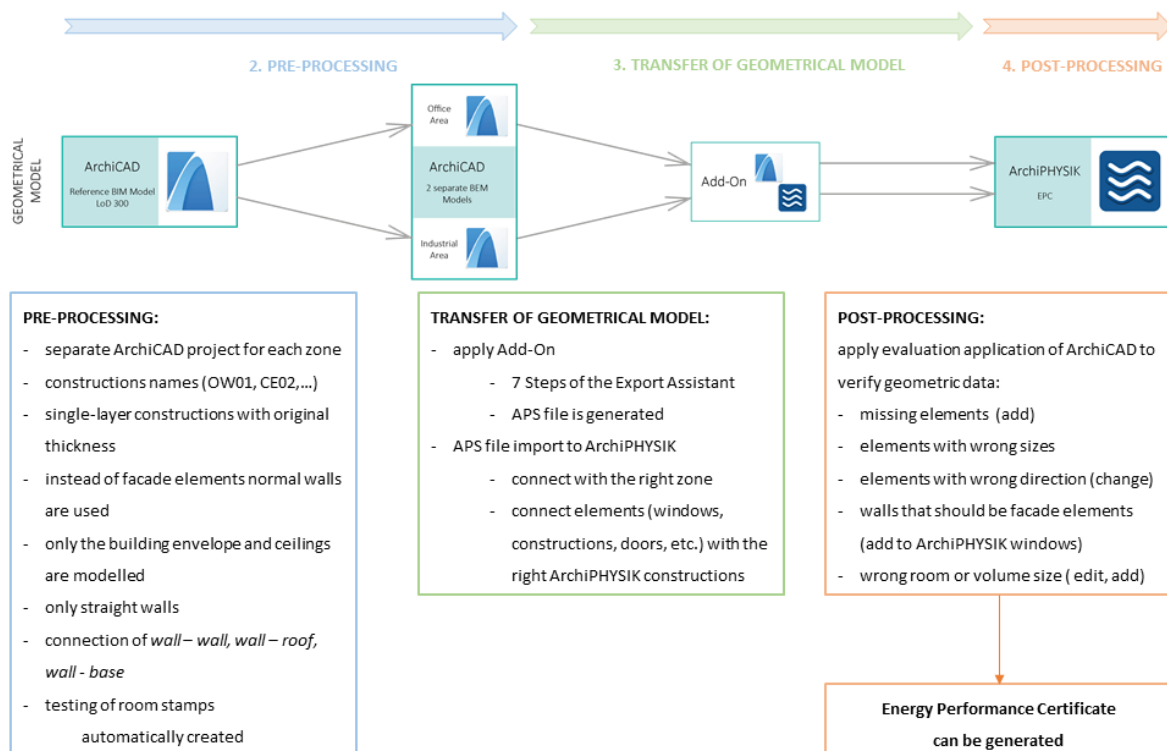 2. PRE-PROCESSING
3. TRANSFER OF GEOMETRICAL MODEL
4. POST-PROCESSING
GEOMETRICAL
MODEL
ArchiCAD
Reference BIM Model
LoD 300
Office
Area
ArchiCAD
2 separate BEM
Models
Industrial
Area
Add-On
ArchiPHYSIK
EPC
PRE-PROCESSING:
- separate ArchiCAD project for each zone
- constructions names (OW01, CE02,...)
- single-layer constructions with original
thickness
- instead of facade elements normal walls
are used
- only the building envelope and ceilings
are modelled
- only straight walls
- connection of wall – wall, wall – roof,
wall - base
- testing of room stamps
automatically created
TRANSFER OF GEOMETRICAL MODEL:
- apply Add-On
- 7 Steps of the Export Assistant
- APS file is generated
- APS file import to ArchiPHYSIK
- connect with the right zone
- connect elements (windows,
constructions, doors, etc.) with the
right ArchiPHYSIK constructions
POST-PROCESSING:
apply evaluation application of ArchiCAD to
verify geometric data:
- missing elements (add)
- elements with wrong sizes
- elements with wrong direction (change)
- walls that should be facade elements
(add to ArchiPHYSIK windows)
- wrong room or volume size ( edit, add)
Energy Performance Certificate
can be generated